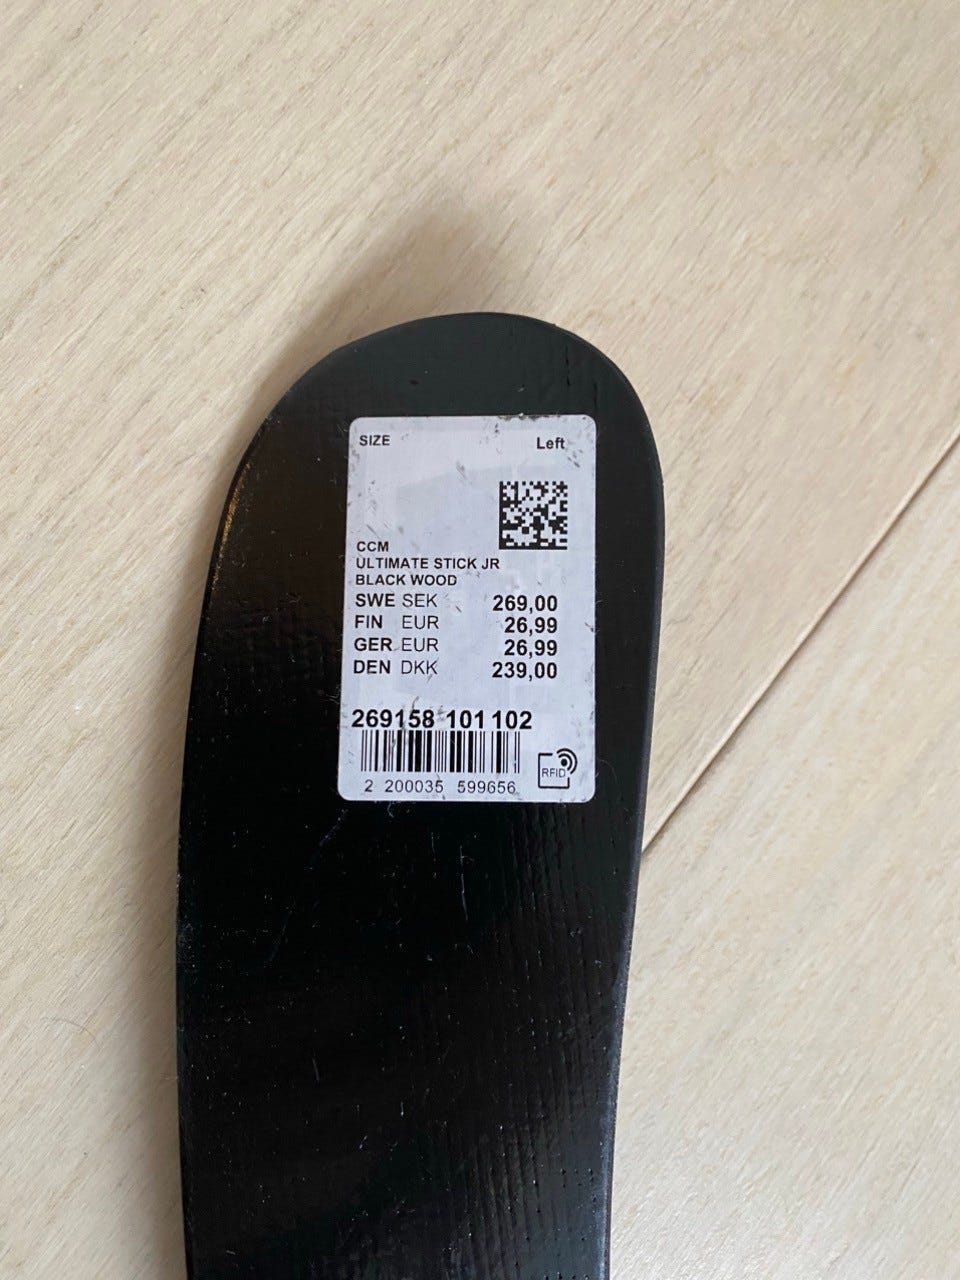 SIZE Left
CCM
ULTIMATE STICK JR
BLACK WOOD
SWE SEK 269,00
FIN EUR 26,99
GER EUR 26,99
DEN DKK 239,00
269158 101 102
2 200035 599656
RFID